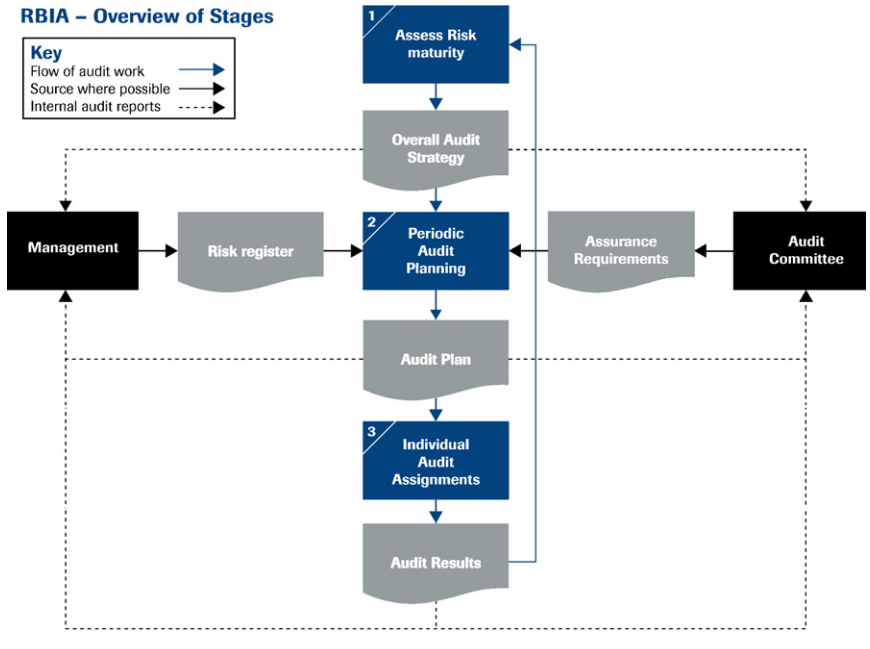 RBIA – Overview of Stages
Key
Flow of audit work
Source where possible
Internal audit reports
1
Assess Risk
maturity
Overall Audit
Strategy
Management
Risk register
2
Periodic
Audit
Planning
Assurance
Requirements
Audit
Committee
Audit Plan
3
Individual
Audit
Assignments
Audit Results